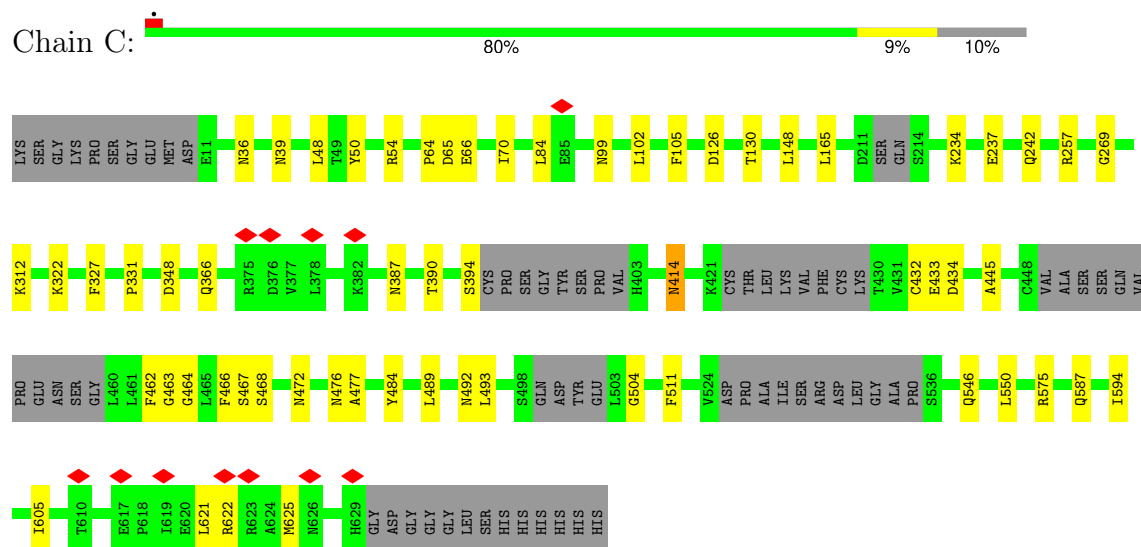 Chain C: 80% 9% 10%
LYS SER GLY LYS PRO SER GLY GLU MET ASP E11 N36 N39 L48 T49 Y50 R54 P64 D65 E66 I70 L84 E85 N99 L102 F105 D126 T130 L148 L165 D211 SER GLN S214 K234 E237 Q242 R257 G269
K312 K322 F327 P331 D348 Q366 R375 D376 V377 L378 K382 N387 T390 S394 CYS PRO SER GLY TYR SER PRO VAL H403 N414 K421 CYS THR LEU LYS VAL PHE CYS LYS T430 V431 C432 E433 D434 A445 C448 VAL ALA SER SER GLN VAL
PRO GLU ASN SER GLY L460 L461 F462 G463 G464 L465 F466 S467 S468 N472 N476 A477 Y484 L489 N492 L493 S498 GLN ASP TYR GLU L503 G504 F511 V524 ASP PRO ALA ILE SER ARG ASP LEU GLY ALA PRO S536 Q546 L550 R575 Q587 I594
I605 T610 E617 P618 I619 E620 L621 R622 R623 A624 M625 N626 H629 GLY ASP GLY GLY GLY LEU SER HIS HIS HIS HIS HIS HIS